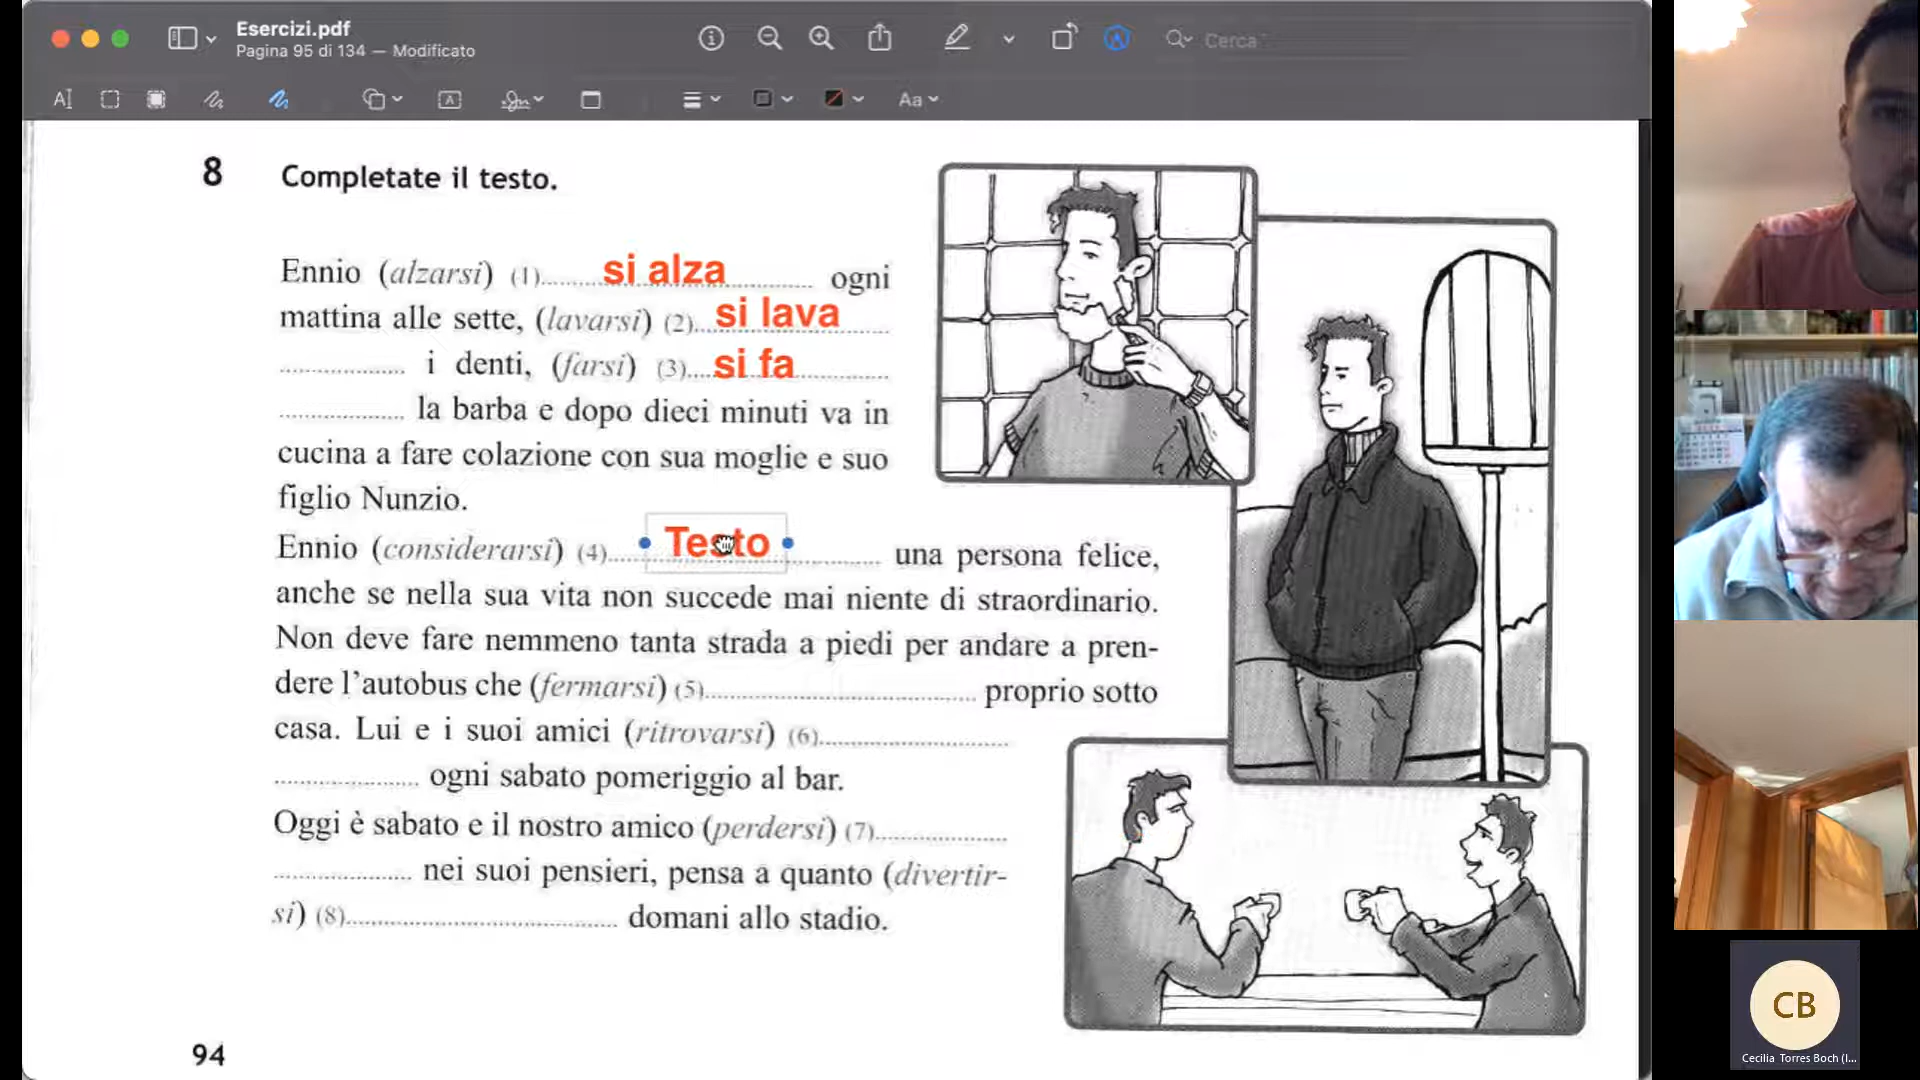 Esercizi.pdf
Pagina 95 di 134 — Modificato
Cerca
Aa
8 Completate il testo.
Ennio (alzarsi) (1)..... si alza ..... ogni
mattina alle sette, (lavarsi) (2)..... si lava .....
..... i denti, (farsi) (3)..... si fa .....
..... la barba e dopo dieci minuti va in
cucina a fare colazione con sua moglie e suo
figlio Nunzio.
Ennio (considerarsi) (4)..... Testo ..... una persona felice,
anche se nella sua vita non succede mai niente di straordinario.
Non deve fare nemmeno tanta strada a piedi per andare a pren-
dere l'autobus che (fermarsi) (5)..... proprio sotto
casa. Lui e i suoi amici (ritrovarsi) (6).....
..... ogni sabato pomeriggio al bar.
Oggi è sabato e il nostro amico (perdersi) (7).....
..... nei suoi pensieri, pensa a quanto (divertir-
si) (8)..... domani allo stadio.
94
CB
Cecilia Torres Boch (I...